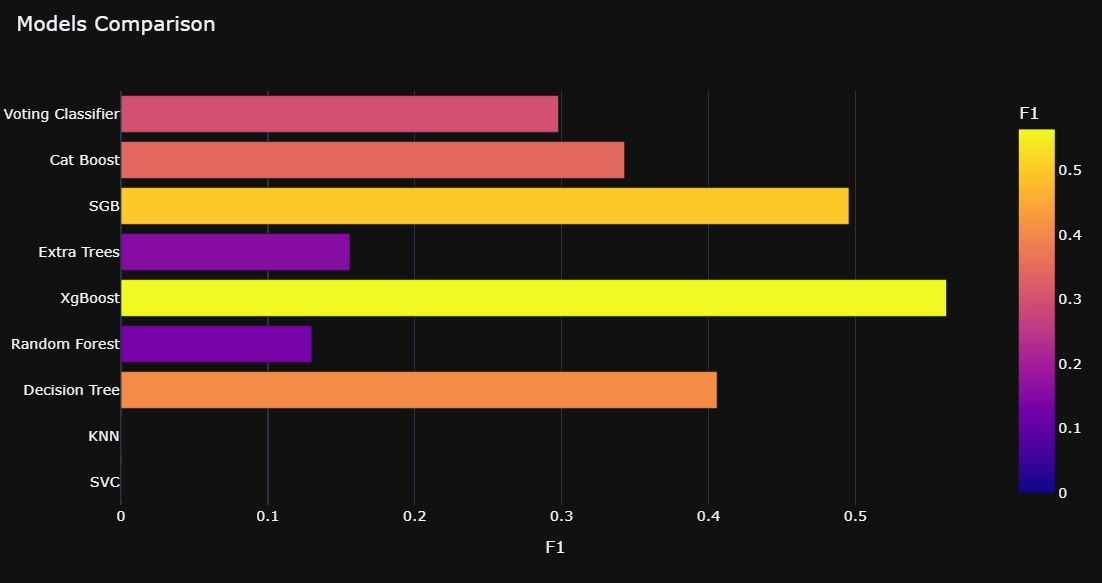 Models Comparison
Voting Classifier
Cat Boost
SGB
Extra Trees
XgBoost
Random Forest
Decision Tree
KNN
SVC
0 0.1 0.2 0.3 0.4 0.5
F1
F1
0.5
0.4
0.3
0.2
0.1
0